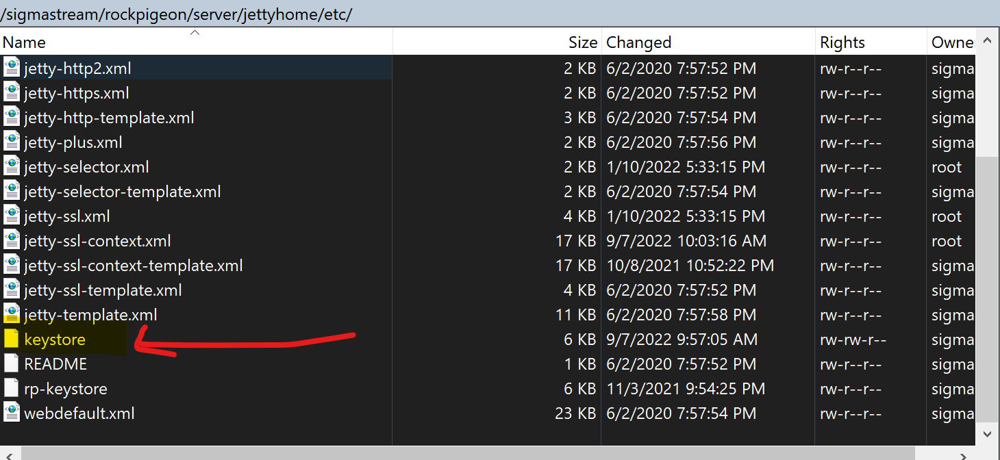 /sigmastream/rockpigeon/server/jettyhome/etc/
Name Size Changed Rights Owne
jetty-http2.xml 2 KB 6/2/2020 7:57:52 PM rw-r--r-- sigma
jetty-https.xml 2 KB 6/2/2020 7:57:52 PM rw-r--r-- sigma
jetty-http-template.xml 3 KB 6/2/2020 7:57:54 PM rw-r--r-- sigma
jetty-plus.xml 2 KB 6/2/2020 7:57:56 PM rw-r--r-- sigma
jetty-selector.xml 2 KB 1/10/2022 5:33:15 PM rw-r--r-- root
jetty-selector-template.xml 2 KB 6/2/2020 7:57:54 PM rw-r--r-- sigma
jetty-ssl.xml 4 KB 1/10/2022 5:33:15 PM rw-r--r-- root
jetty-ssl-context.xml 17 KB 9/7/2022 10:03:16 AM rw-r--r-- root
jetty-ssl-context-template.xml 17 KB 10/8/2021 10:52:22 PM rw-r--r-- sigma
jetty-ssl-template.xml 4 KB 6/2/2020 7:57:52 PM rw-r--r-- sigma
jetty-template.xml 11 KB 6/2/2020 7:57:58 PM rw-r--r-- sigma
keystore 6 KB 9/7/2022 9:57:05 AM rw-rw-r-- sigma
README 1 KB 6/2/2020 7:57:52 PM rw-r--r-- sigma
rp-keystore 6 KB 11/3/2021 9:54:25 PM rw-r--r-- sigma
webdefault.xml 23 KB 6/2/2020 7:57:54 PM rw-r--r-- sigma